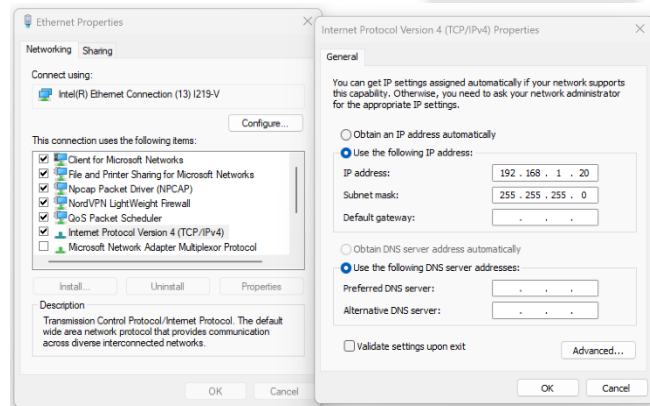 Ethernet Properties
Networking Sharing
Connect using:
Intel(R) Ethernet Connection (13) I219-V
Configure...
This connection uses the following items:
Client for Microsoft Networks
File and Printer Sharing for Microsoft Networks
Npcap Packet Driver (NPCAP)
NordVPN LightWeight Firewall
QoS Packet Scheduler
Internet Protocol Version 4 (TCP/IPv4)
Microsoft Network Adapter Multiplexor Protocol
Install... Uninstall Properties
Description
Transmission Control Protocol/Internet Protocol. The default
wide area network protocol that provides communication
across diverse interconnected networks.
OK Cancel
Internet Protocol Version 4 (TCP/IPv4) Properties
General
You can get IP settings assigned automatically if your network supports
this capability. Otherwise, you need to ask your network administrator
for the appropriate IP settings.
Obtain an IP address automatically
Use the following IP address:
IP address: 192 . 168 . 1 . 20
Subnet mask: 255 . 255 . 255 . 0
Default gateway: . . .
Obtain DNS server address automatically
Use the following DNS server addresses:
Preferred DNS server: . . .
Alternative DNS server: . . .
Validate settings upon exit
Advanced...
OK Cancel